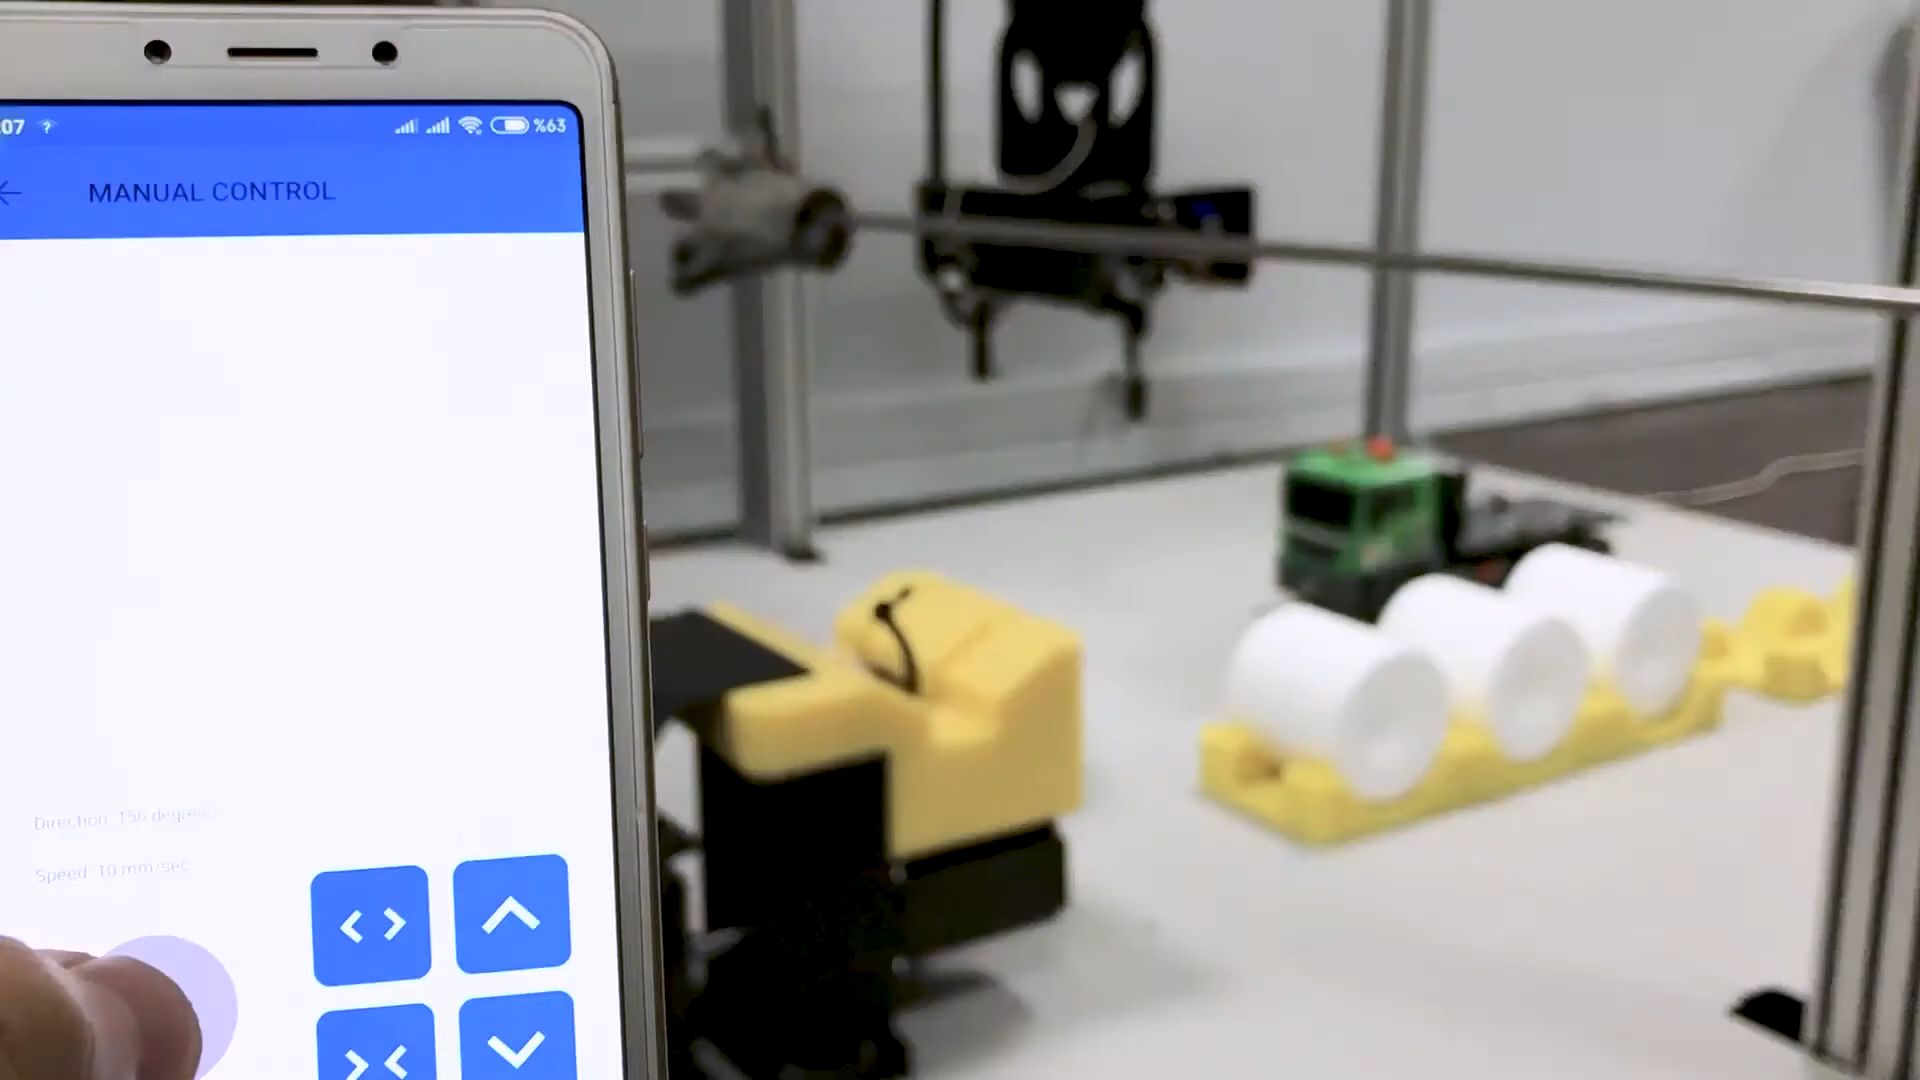 :07 ? %63
MANUAL CONTROL
Direction: 156 degrees
Speed: 10 mm/sec